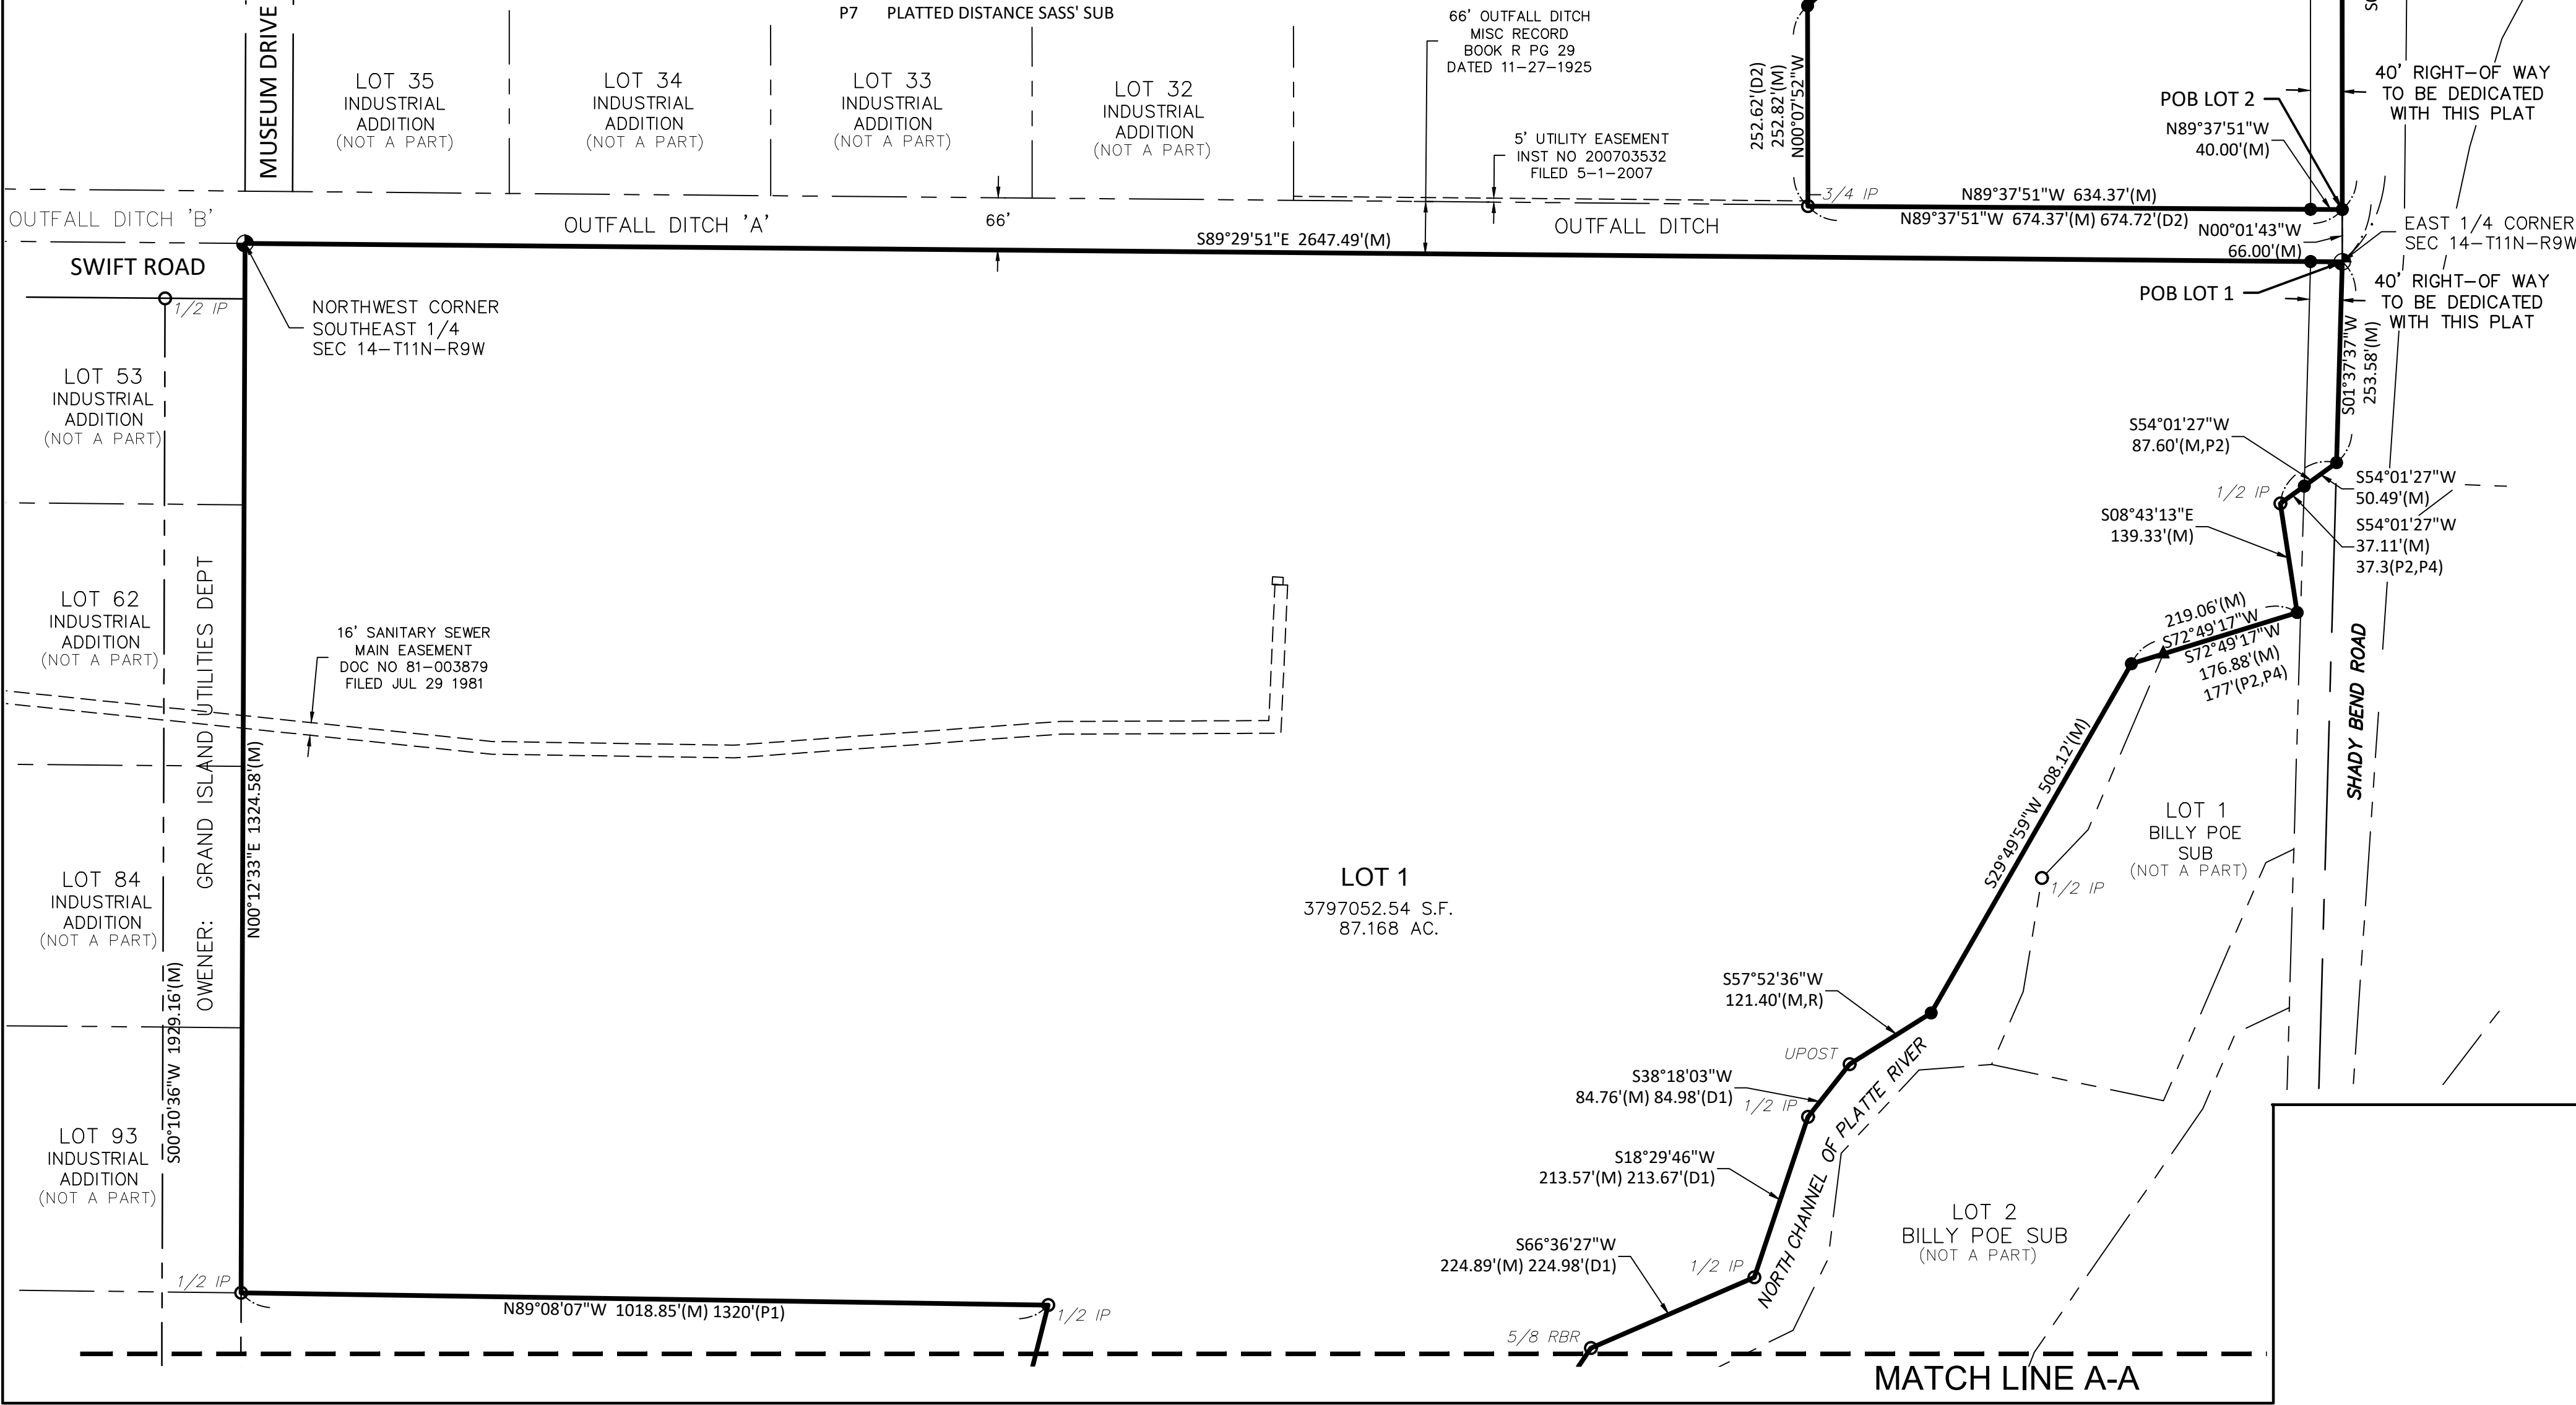 P7 PLATTED DISTANCE SASS' SUB
MUSEUM DRIVE
LOT 35
INDUSTRIAL
ADDITION
(NOT A PART)
LOT 34
INDUSTRIAL
ADDITION
(NOT A PART)
LOT 33
INDUSTRIAL
ADDITION
(NOT A PART)
LOT 32
INDUSTRIAL
ADDITION
(NOT A PART)
66' OUTFALL DITCH
MISC RECORD
BOOK R PG 29
DATED 11-27-1925
5' UTILITY EASEMENT
INST NO 200703532
FILED 5-1-2007
252.62'(D2)
252.82'(M)
N00°07'52"W
3/4 IP
40' RIGHT-OF WAY
TO BE DEDICATED
WITH THIS PLAT
POB LOT 2
N89°37'51"W
40.00'(M)
N89°37'51"W 634.37'(M)
N89°37'51"W 674.37'(M) 674.72'(D2)
N00°01'43"W
66.00'(M)
EAST 1/4 CORNER
SEC 14-T11N-R9W
OUTFALL DITCH 'B'
OUTFALL DITCH 'A'
66'
OUTFALL DITCH
S89°29'51"E 2647.49'(M)
SWIFT ROAD
1/2 IP
NORTHWEST CORNER
SOUTHEAST 1/4
SEC 14-T11N-R9W
POB LOT 1
40' RIGHT-OF WAY
TO BE DEDICATED
WITH THIS PLAT
S01°37'37"W
253.58'(M)
LOT 53
INDUSTRIAL
ADDITION
(NOT A PART)
S54°01'27"W
87.60'(M,P2)
1/2 IP
S54°01'27"W
50.49'(M)
S54°01'27"W
37.11'(M)
37.3(P2,P4)
S08°43'13"E
139.33'(M)
LOT 62
INDUSTRIAL
ADDITION
(NOT A PART)
OWENER: GRAND ISLAND UTILITIES DEPT
16' SANITARY SEWER
MAIN EASEMENT
DOC NO 81-003879
FILED JUL 29 1981
219.06'(M)
S72°49'17"W
S72°49'17"W
176.88'(M)
177'(P2,P4)
SHADY BEND ROAD
N00°12'33"E 1324.58'(M)
S29°49'59"W 508.12'(M)
LOT 1
BILLY POE
SUB
(NOT A PART)
1/2 IP
LOT 84
INDUSTRIAL
ADDITION
(NOT A PART)
LOT 1
3797052.54 S.F.
87.168 AC.
S00°10'36"W 1929.16'(M)
S57°52'36"W
121.40'(M,R)
UPOST
S38°18'03"W
84.76'(M) 84.98'(D1)
1/2 IP
NORTH CHANNEL OF PLATTE RIVER
LOT 93
INDUSTRIAL
ADDITION
(NOT A PART)
S18°29'46"W
213.57'(M) 213.67'(D1)
LOT 2
BILLY POE SUB
(NOT A PART)
S66°36'27"W
224.89'(M) 224.98'(D1)
1/2 IP
1/2 IP
N89°08'07"W 1018.85'(M) 1320'(P1)
1/2 IP
5/8 RBR
MATCH LINE A-A